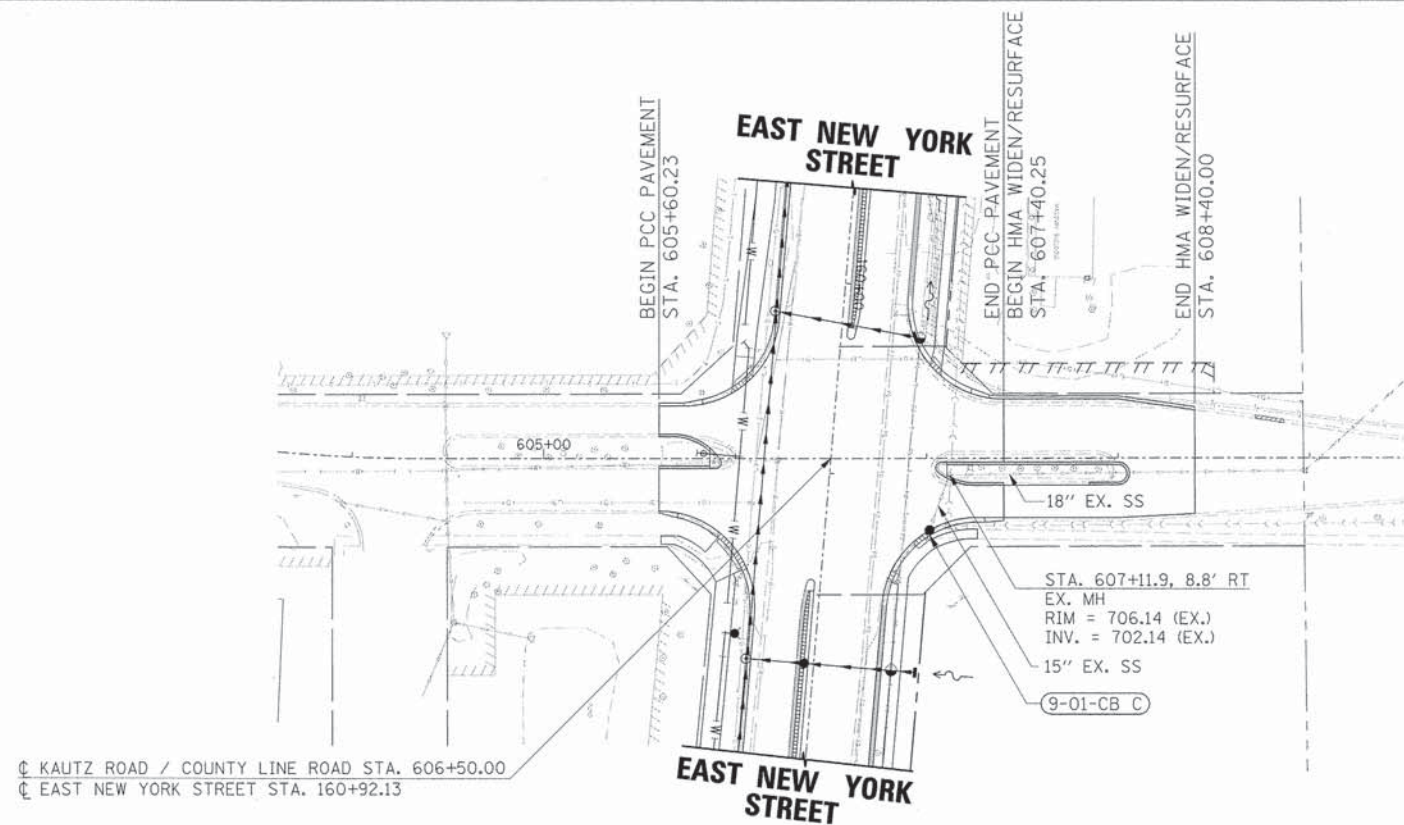 BEGIN PCC PAVEMENT
STA. 605+60.23
EAST NEW YORK
STREET
END PCC PAVEMENT
BEGIN HMA WIDEN/RESURFACE
STA. 607+40.25
END HMA WIDEN/RESURFACE
STA. 608+40.00
160+00
W
W
W
W
W
605+00
18" EX. SS
STA. 607+11.9, 8.8' RT
EX. MH
RIM = 706.14 (EX.)
INV. = 702.14 (EX.)
15" EX. SS
9-01-CB C
℄ KAUTZ ROAD / COUNTY LINE ROAD STA. 606+50.00
℄ EAST NEW YORK STREET STA. 160+92.13
EAST NEW YORK
STREET